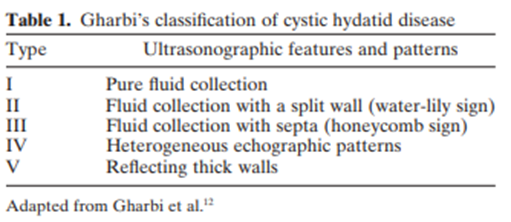 Table 1. Gharbi's classification of cystic hydatid disease
Type Ultrasonographic features and patterns
I Pure fluid collection
II Fluid collection with a split wall (water-lily sign)
III Fluid collection with septa (honeycomb sign)
IV Heterogeneous echographic patterns
V Reflecting thick walls
Adapted from Gharbi et al.¹²